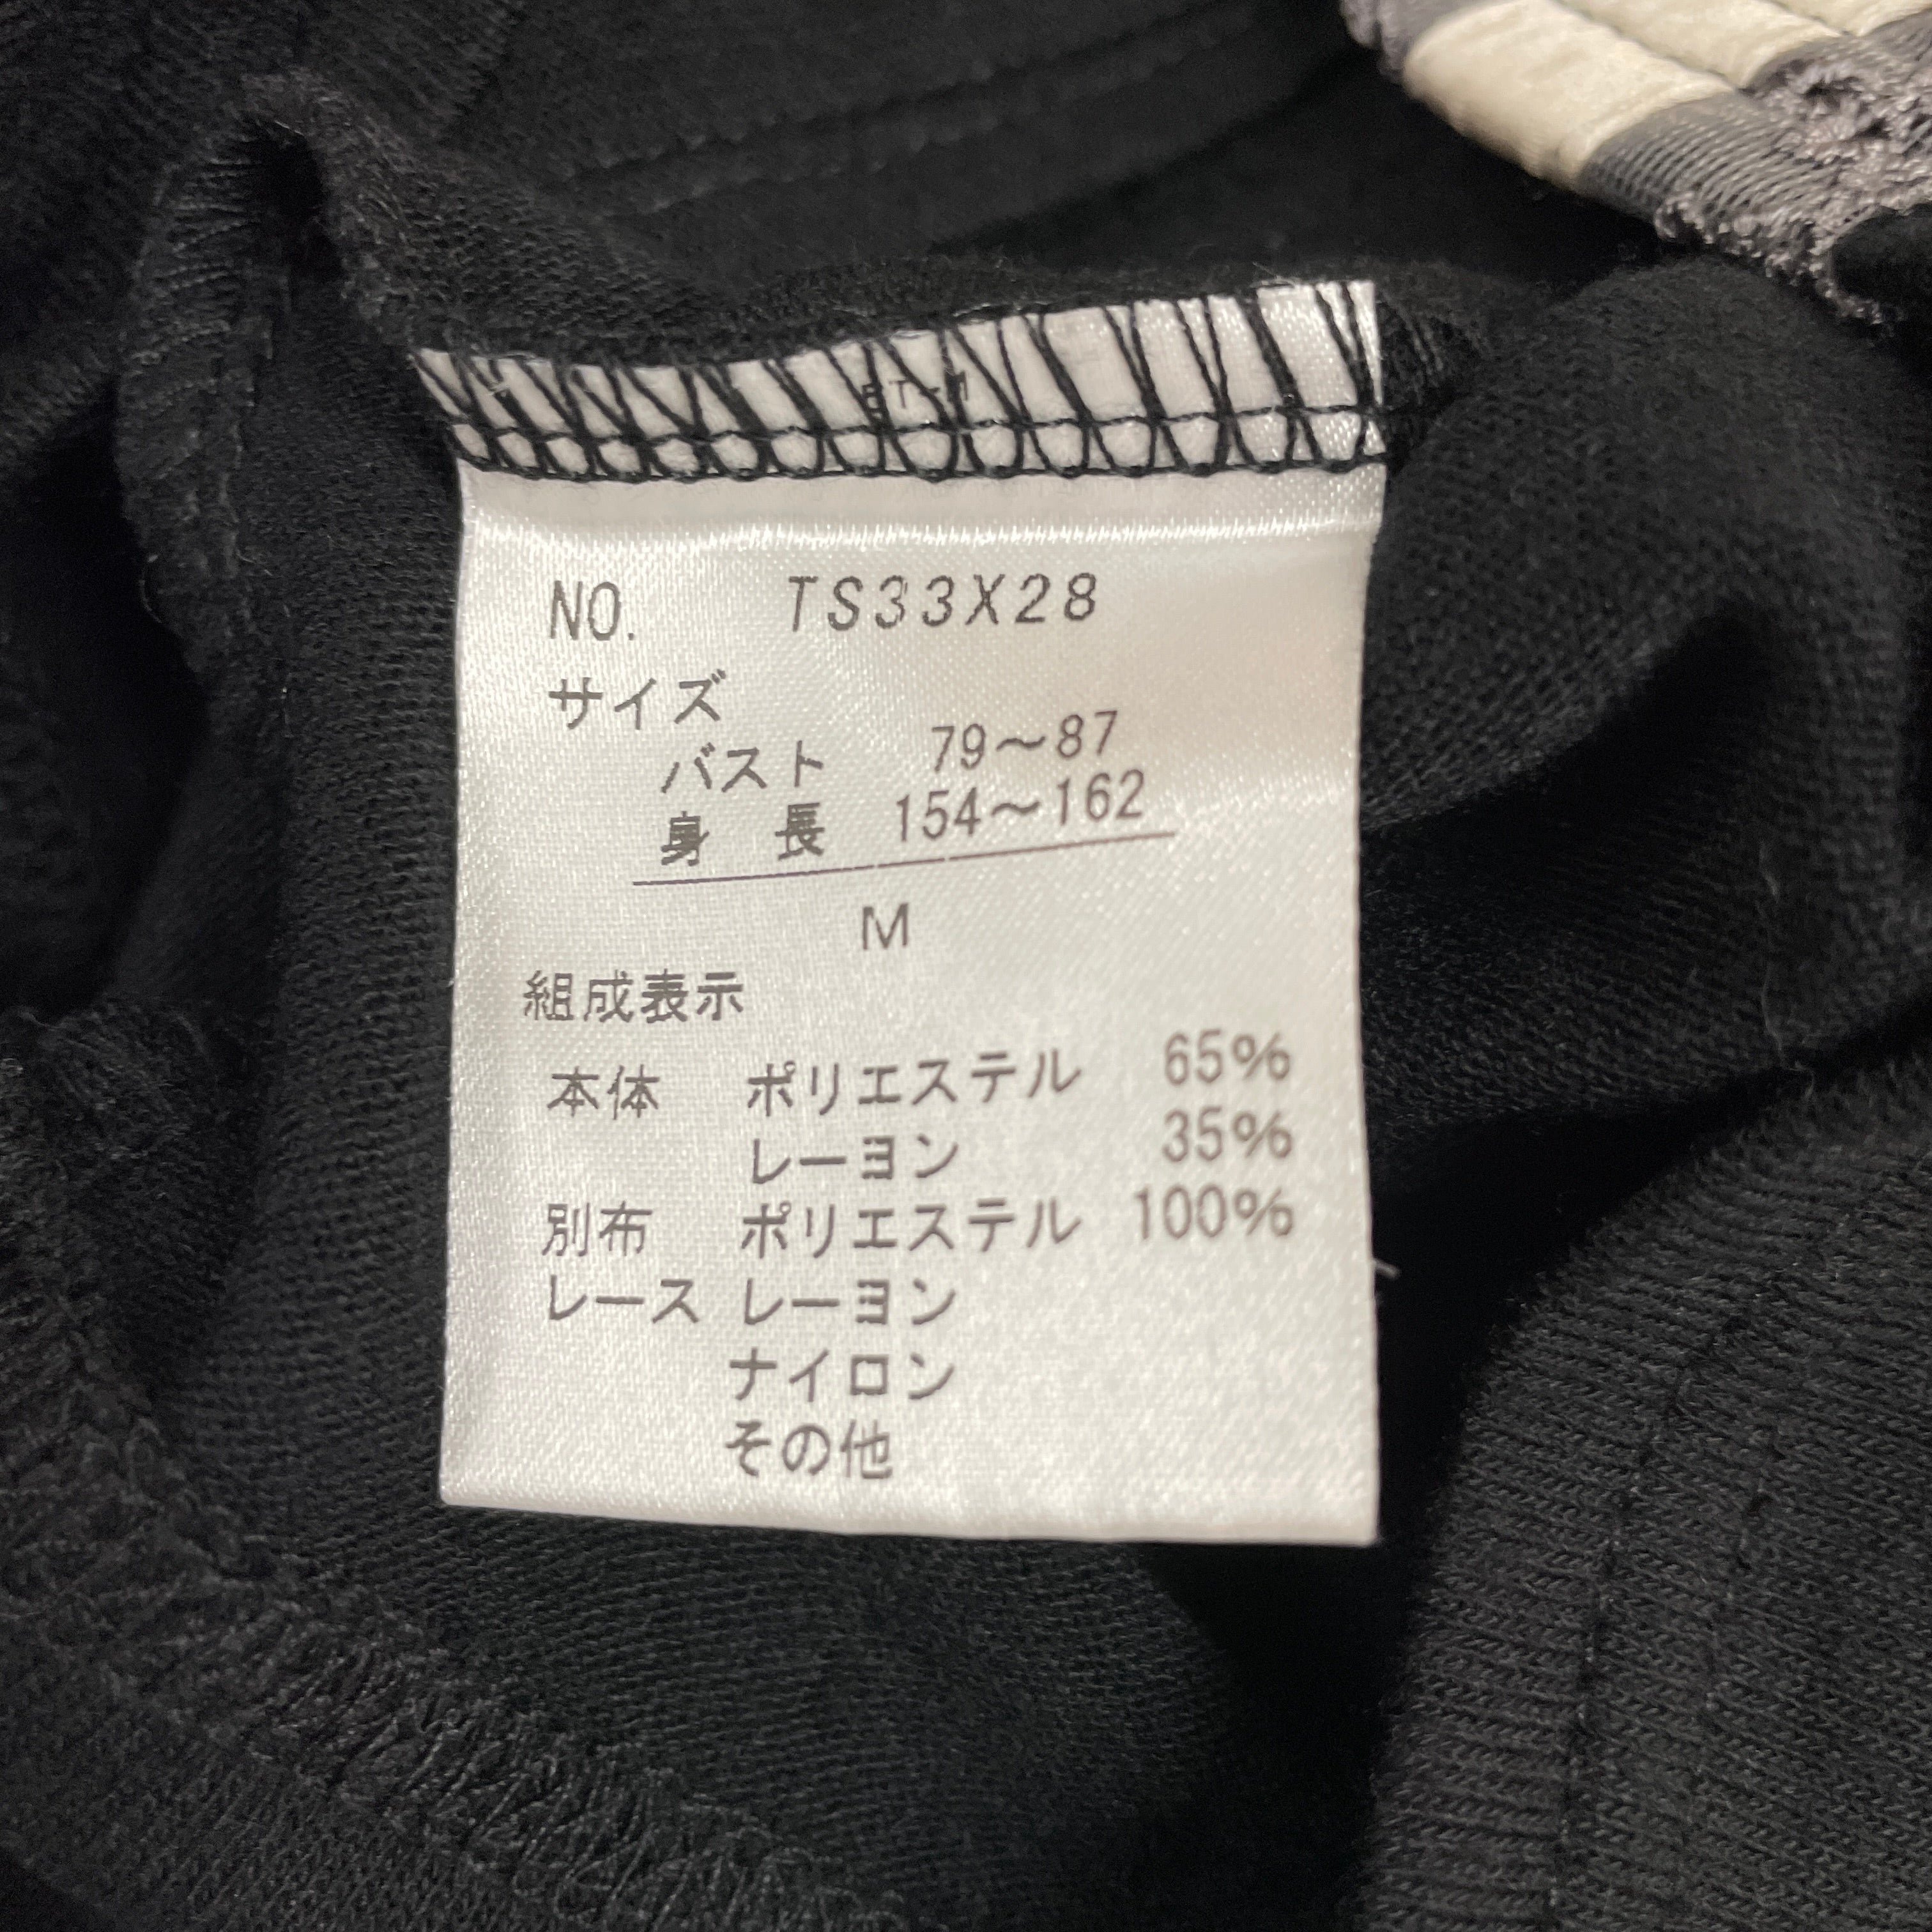 NO. TS33X28
サイズ
バスト 79〜87
身長 154〜162
M
組成表示
本体 ポリエステル 65%
レーヨン 35%
別布 ポリエステル 100%
レース レーヨン
ナイロン
その他